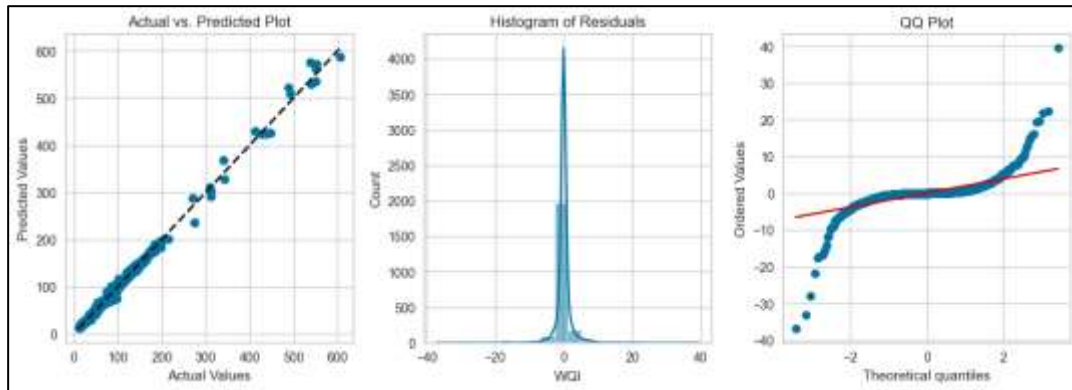 Actual vs. Predicted Plot
600
500
400
300
200
100
0
0 100 200 300 400 500 600
Predicted Values
Actual Values
Histogram of Residuals
4000
3500
3000
2500
2000
1500
1000
500
0
-40 -20 0 20 40
Count
WQI
QQ Plot
40
30
20
10
0
-10
-20
-30
-40
-2 0 2
Ordered Values
Theoretical quantiles